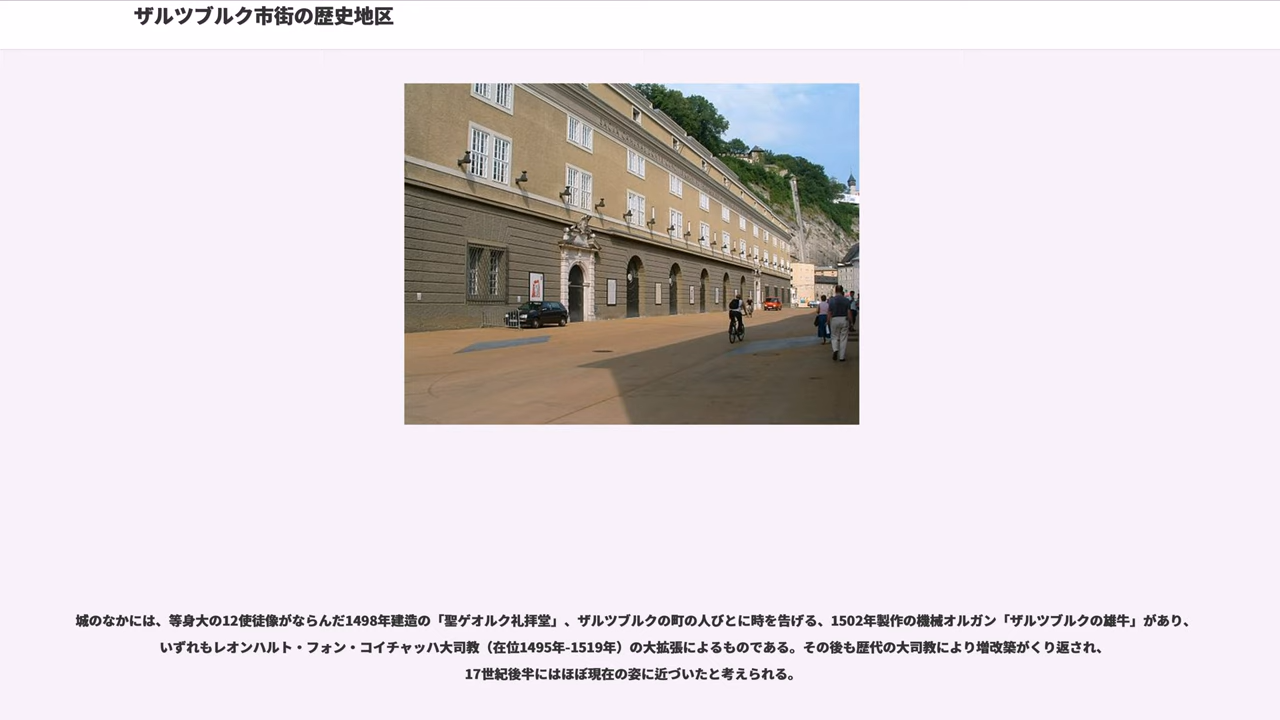 ザルツブルク市街の歴史地区
城のなかには、等身大の12使徒像がならんだ1498年建造の「聖ゲオルク礼拝堂」、ザルツブルクの町の人びとに時を告げる、1502年製作の機械オルガン「ザルツブルクの雄牛」があり、
いずれもレオンハルト・フォン・コイチャッハ大司教（在位1495年-1519年）の大拡張によるものである。その後も歴代の大司教により増改築がくり返され、
17世紀後半にはほぼ現在の姿に近づいたと考えられる。